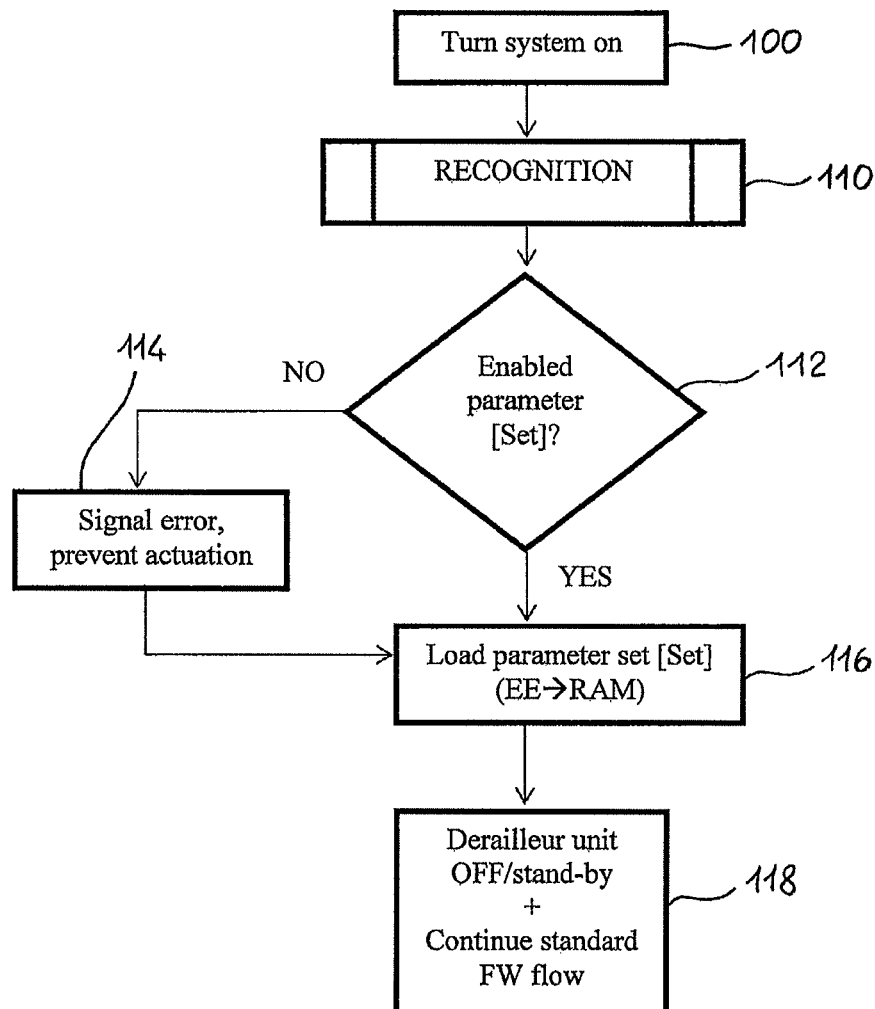 Turn system on
100
RECOGNITION
110
114
NO
Enabled
parameter
[Set]?
112
Signal error,
prevent actuation
YES
Load parameter set [Set]
(EE→RAM)
116
Derailleur unit
OFF/stand-by
+
Continue standard
FW flow
118